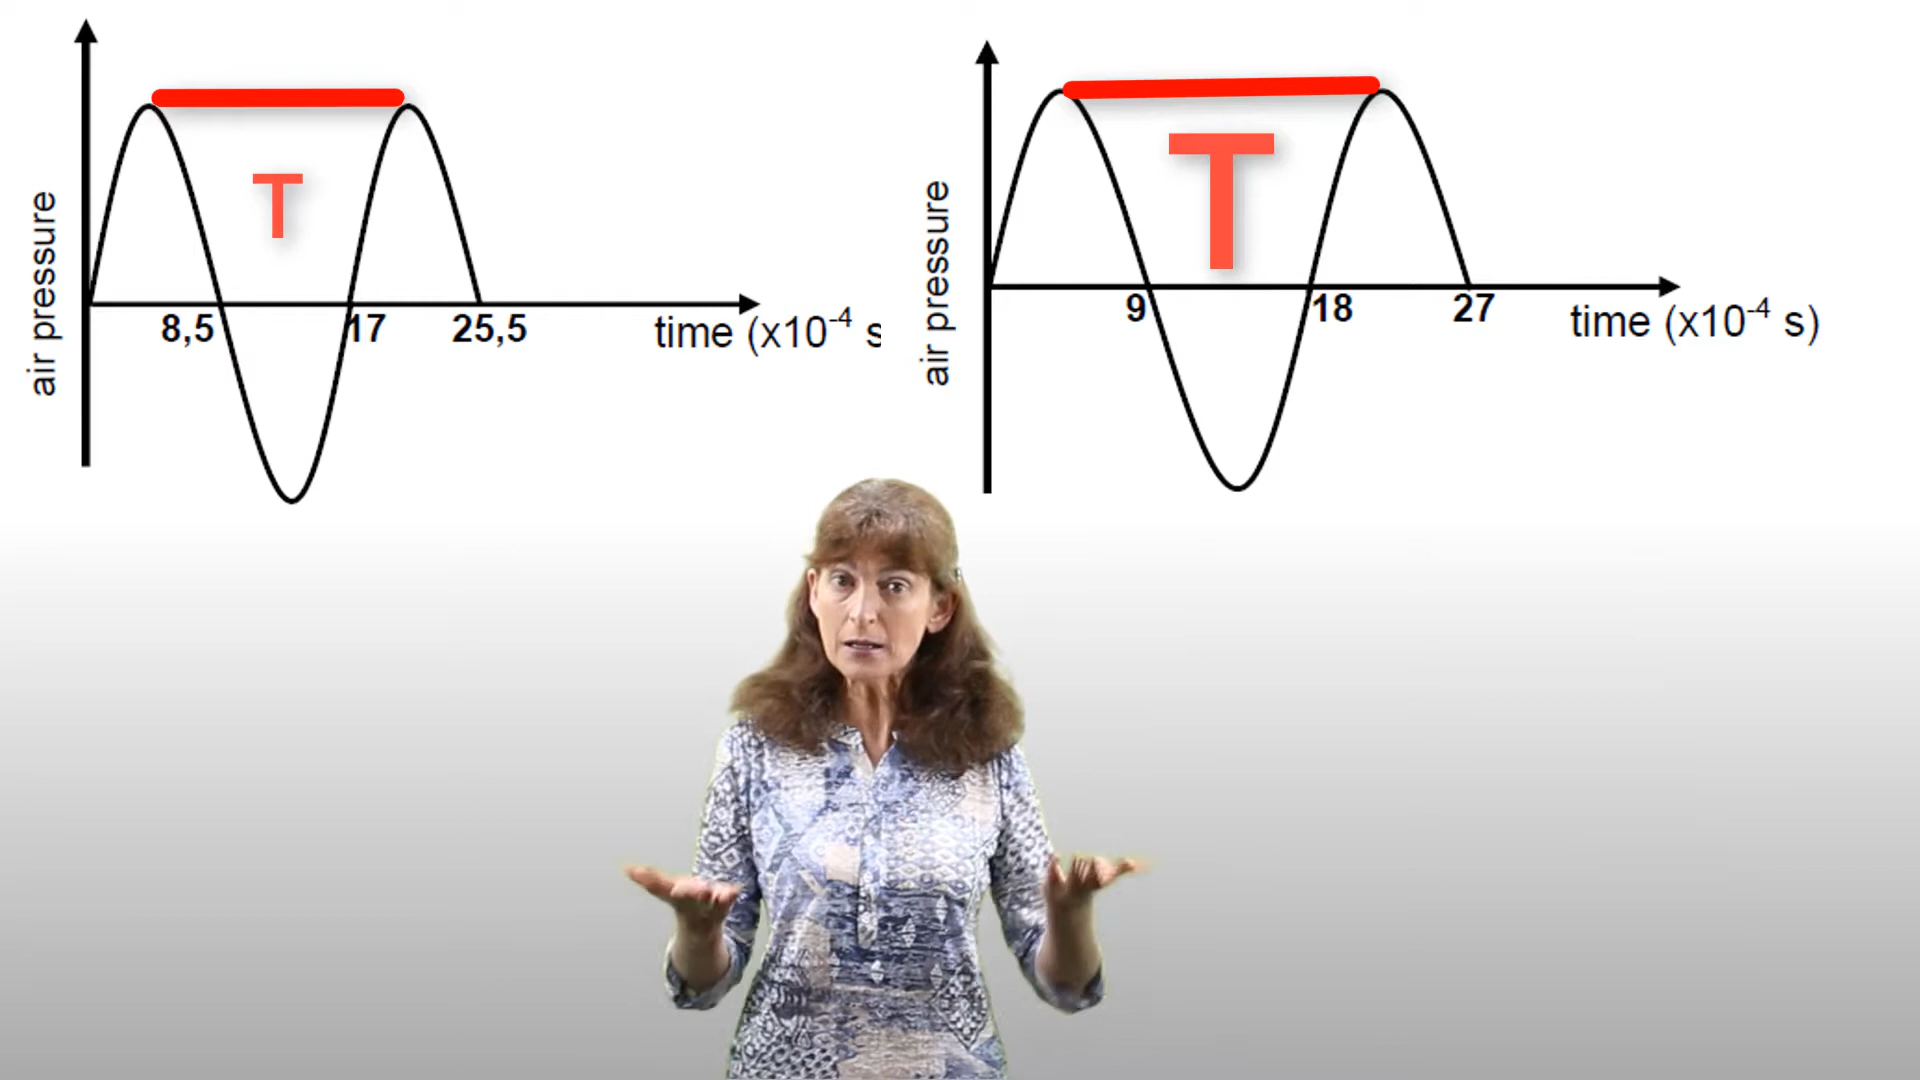 air pressure
T
8,5 17 25,5
time (x10⁻⁴ s
air pressure
T
9 18 27
time (x10⁻⁴ s)